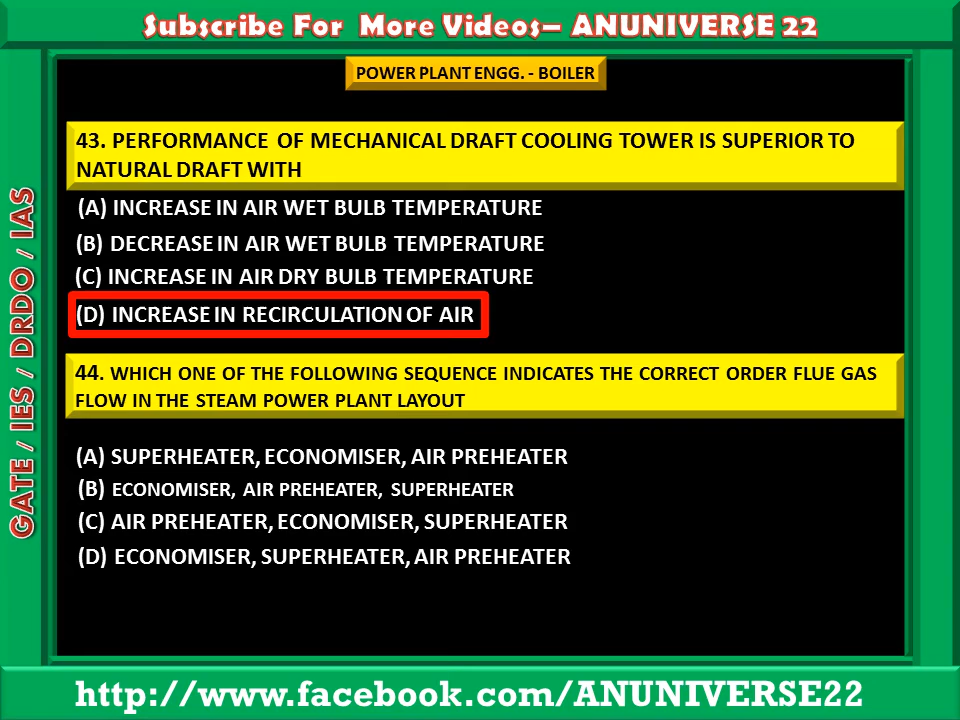 Subscribe For More Videos– ANUNIVERSE 22
POWER PLANT ENGG. - BOILER
GATE / IES / DRDO / IAS
43. PERFORMANCE OF MECHANICAL DRAFT COOLING TOWER IS SUPERIOR TO
NATURAL DRAFT WITH
(A) INCREASE IN AIR WET BULB TEMPERATURE
(B) DECREASE IN AIR WET BULB TEMPERATURE
(C) INCREASE IN AIR DRY BULB TEMPERATURE
(D) INCREASE IN RECIRCULATION OF AIR
44. WHICH ONE OF THE FOLLOWING SEQUENCE INDICATES THE CORRECT ORDER FLUE GAS
FLOW IN THE STEAM POWER PLANT LAYOUT
(A) SUPERHEATER, ECONOMISER, AIR PREHEATER
(B) ECONOMISER, AIR PREHEATER, SUPERHEATER
(C) AIR PREHEATER, ECONOMISER, SUPERHEATER
(D) ECONOMISER, SUPERHEATER, AIR PREHEATER
http://www.facebook.com/ANUNIVERSE22